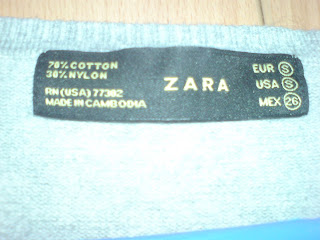 70% COTTON
30% NYLON
RN (USA) 77302
MADE IN CAMBODIA
ZARA
EUR S
USA S
MEX 26